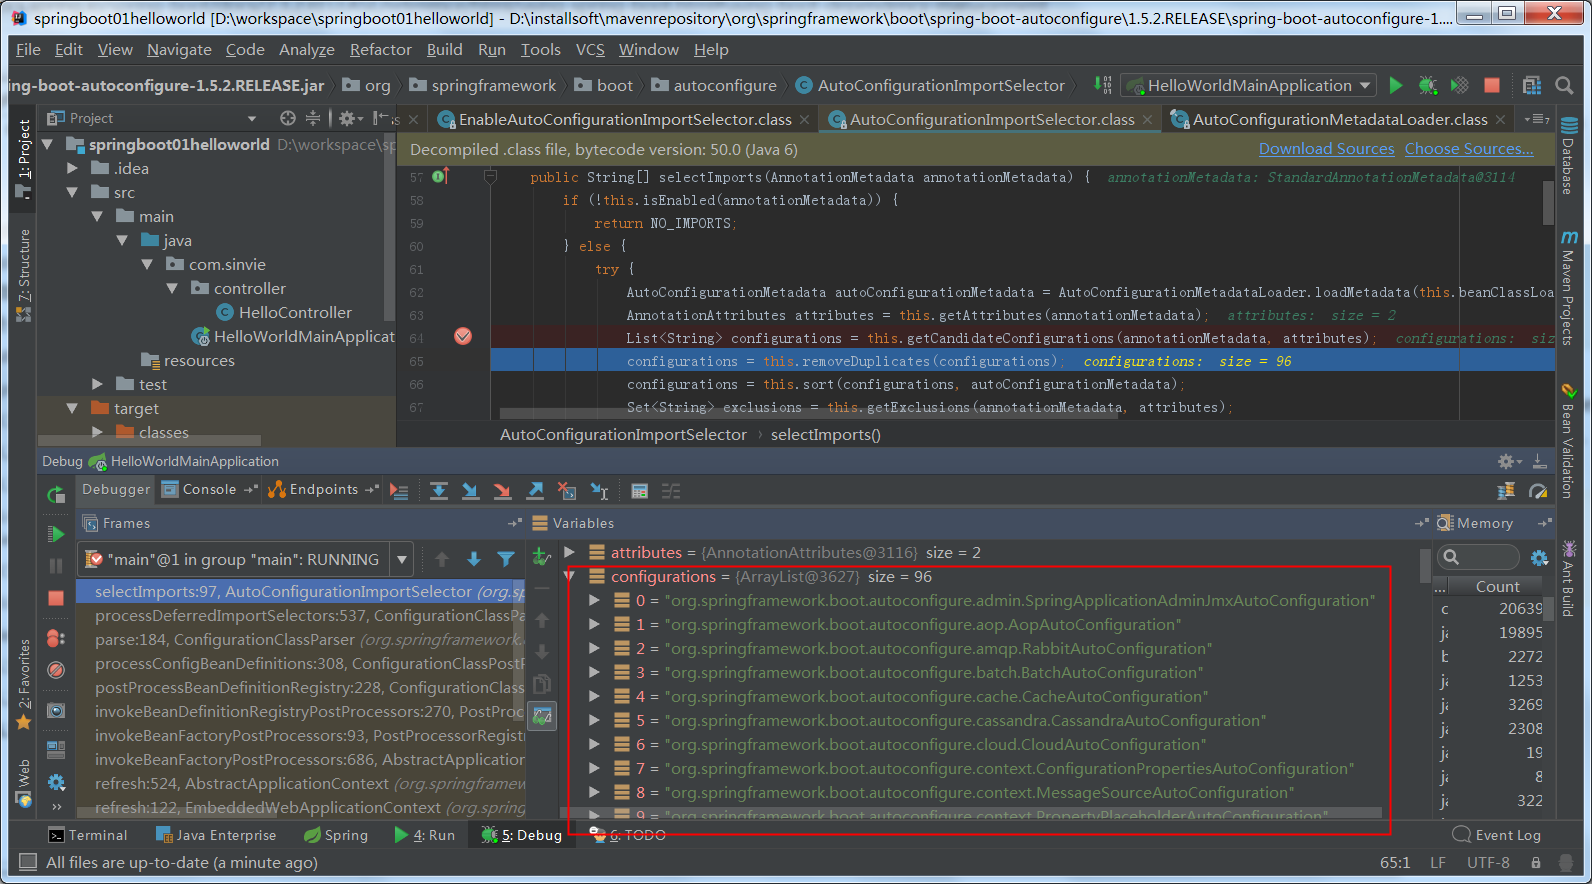 springboot01helloworld [D:\workspace\springboot01helloworld] - D:\installsoft\mavenrepository\org\springframework\boot\spring-boot-autoconfigure\1.5.2.RELEASE\spring-boot-autoconfigure-1....
File Edit View Navigate Code Analyze Refactor Build Run Tools VCS Window Help
ing-boot-autoconfigure-1.5.2.RELEASE.jar org springframework boot autoconfigure AutoConfigurationImportSelector HelloWorldMainApplication
Project EnableAutoConfigurationImportSelector.class AutoConfigurationImportSelector.class AutoConfigurationMetadataLoader.class
Decompiled .class file, bytecode version: 50.0 (Java 6) Download Sources Choose Sources...
1: Project
7: Structure
2: Favorites
Web
springboot01helloworld D:\workspace\sp
.idea
src
main
java
com.sinvie
controller
HelloController
HelloWorldMainApplicat
resources
test
target
classes
57 public String[] selectImports(AnnotationMetadata annotationMetadata) { annotationMetadata: StandardAnnotationMetadata@3114
58 if (!this.isEnabled(annotationMetadata)) {
59 return NO_IMPORTS;
60 } else {
61 try {
62 AutoConfigurationMetadata autoConfigurationMetadata = AutoConfigurationMetadataLoader.loadMetadata(this.beanClassLoa
63 AnnotationAttributes attributes = this.getAttributes(annotationMetadata); attributes: size = 2
64 List<String> configurations = this.getCandidateConfigurations(annotationMetadata, attributes); configurations: siz
65 configurations = this.removeDuplicates(configurations); configurations: size = 96
66 configurations = this.sort(configurations, autoConfigurationMetadata);
67 Set<String> exclusions = this.getExclusions(annotationMetadata, attributes);
AutoConfigurationImportSelector › selectImports()
Database
Maven Projects
Bean Validation
Ant Build
Debug HelloWorldMainApplication
Debugger Console Endpoints
Frames
"main"@1 in group "main": RUNNING
selectImports:97, AutoConfigurationImportSelector (org.sp
processDeferredImportSelectors:537, ConfigurationClassPa
parse:184, ConfigurationClassParser (org.springframework.
processConfigBeanDefinitions:308, ConfigurationClassPost
postProcessBeanDefinitionRegistry:228, ConfigurationClass
invokeBeanDefinitionRegistryPostProcessors:270, PostProc
invokeBeanFactoryPostProcessors:93, PostProcessorRegistr
invokeBeanFactoryPostProcessors:686, AbstractApplication
refresh:524, AbstractApplicationContext (org.springframew
refresh:122, EmbeddedWebApplicationContext (org.spring
Variables
attributes = {AnnotationAttributes@3116} size = 2
configurations = {ArrayList@3627} size = 96
0 = "org.springframework.boot.autoconfigure.admin.SpringApplicationAdminJmxAutoConfiguration"
1 = "org.springframework.boot.autoconfigure.aop.AopAutoConfiguration"
2 = "org.springframework.boot.autoconfigure.amqp.RabbitAutoConfiguration"
3 = "org.springframework.boot.autoconfigure.batch.BatchAutoConfiguration"
4 = "org.springframework.boot.autoconfigure.cache.CacheAutoConfiguration"
5 = "org.springframework.boot.autoconfigure.cassandra.CassandraAutoConfiguration"
6 = "org.springframework.boot.autoconfigure.cloud.CloudAutoConfiguration"
7 = "org.springframework.boot.autoconfigure.context.ConfigurationPropertiesAutoConfiguration"
8 = "org.springframework.boot.autoconfigure.context.MessageSourceAutoConfiguration"
9 = "org.springframework.boot.autoconfigure.context.PropertyPlaceholderAutoConfiguration"
Memory
... Count
c 20639
ja 19895
b 2272
ja 1253
ja 3269
ja 2308
ja 19
ja 8
ja 322
Terminal Java Enterprise Spring 4: Run 5: Debug 6: TODO Event Log
All files are up-to-date (a minute ago) 65:1 LF UTF-8